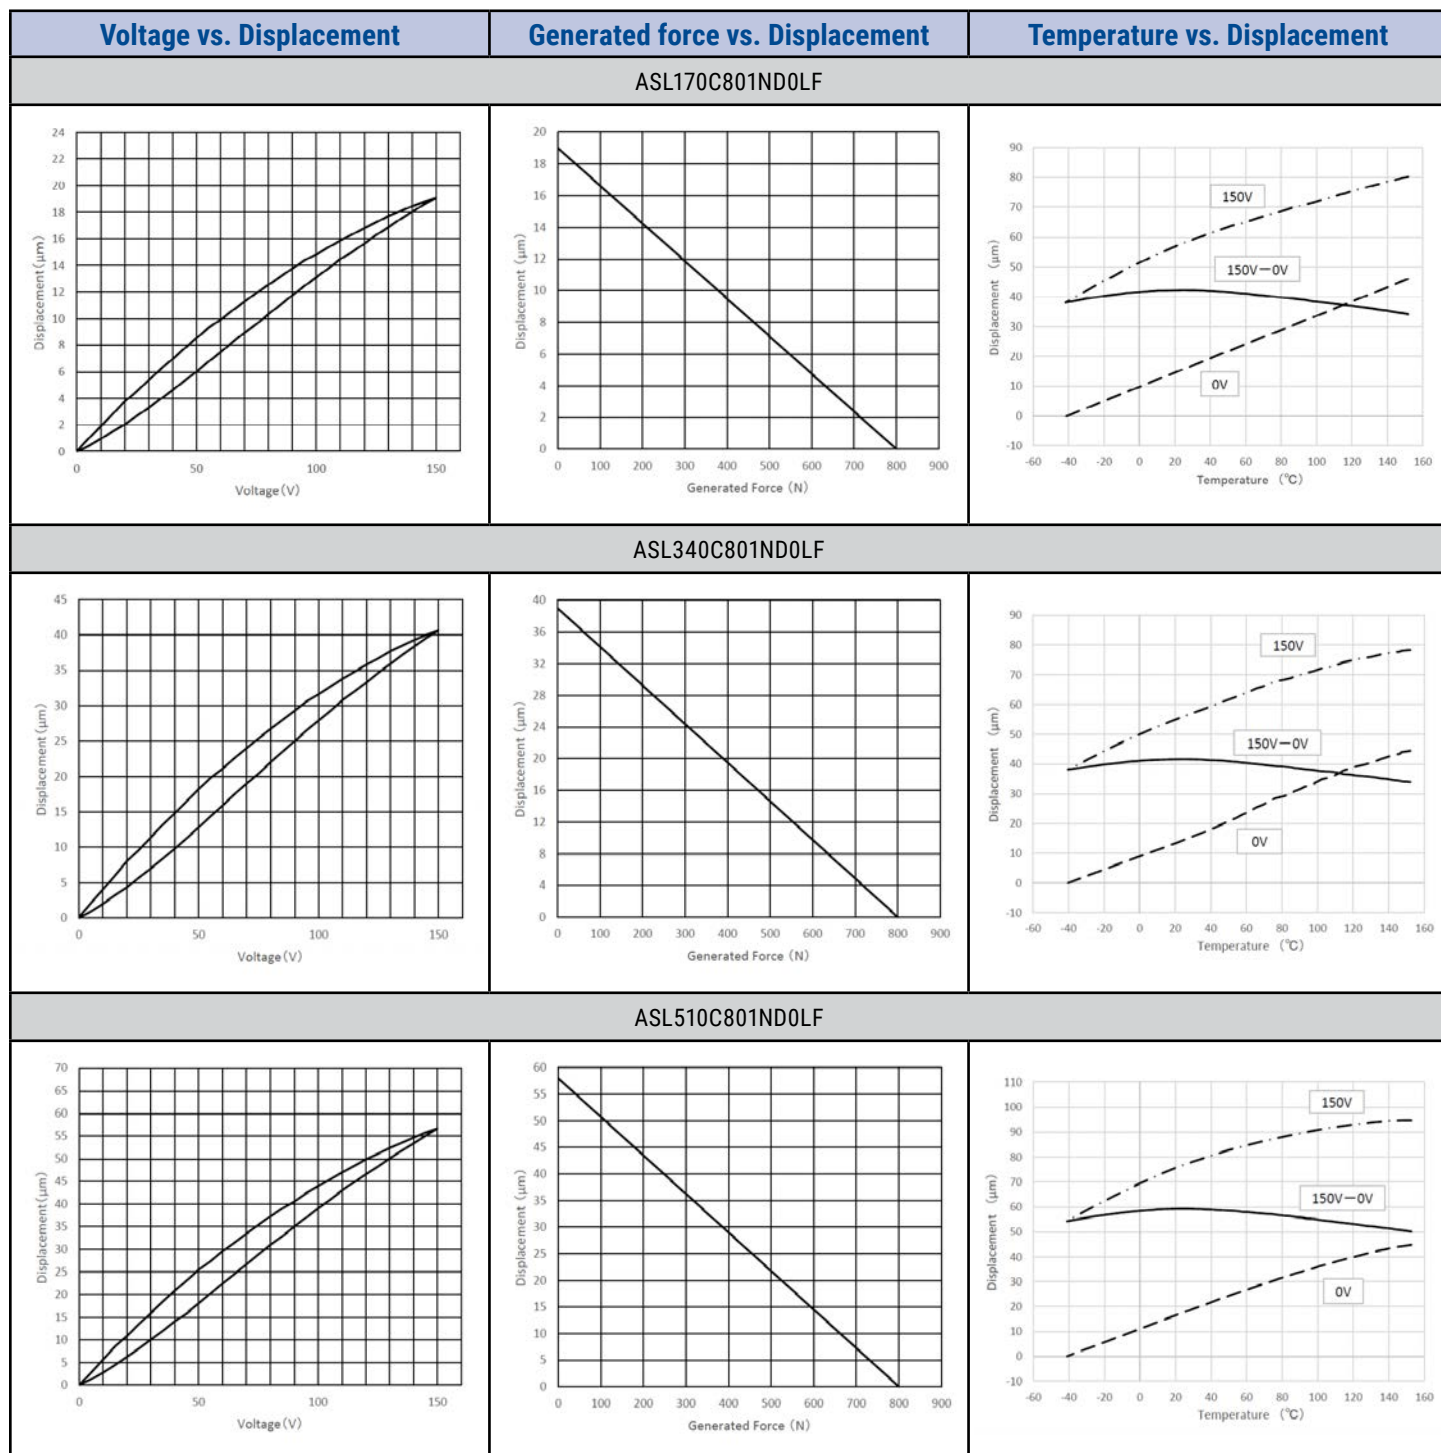 Voltage vs. Displacement
Generated force vs. Displacement
Temperature vs. Displacement
ASL170C801ND0LF
24
22
20
18
16
14
12
10
8
6
4
2
0
Displacement(μm)
0 50 100 150
Voltage(V)
20
18
16
14
12
10
8
6
4
2
0
Displacement (μm)
0 100 200 300 400 500 600 700 800 900
Generated Force (N)
90
80
70
60
50
40
30
20
10
0
-10
Displacement (μm)
150V
150V－0V
0V
-60 -40 -20 0 20 40 60 80 100 120 140 160
Temperature (℃)
ASL340C801ND0LF
45
40
35
30
25
20
15
10
5
0
Displacement(μm)
0 50 100 150
Voltage(V)
40
36
32
28
24
20
16
12
8
4
0
Displacement (μm)
0 100 200 300 400 500 600 700 800 900
Generated Force (N)
90
80
70
60
50
40
30
20
10
0
-10
Displacement (μm)
150V
150V－0V
0V
-60 -40 -20 0 20 40 60 80 100 120 140 160
Temperature (℃)
ASL510C801ND0LF
70
65
60
55
50
45
40
35
30
25
20
15
10
5
0
Displacement(μm)
0 50 100 150
Voltage(V)
60
55
50
45
40
35
30
25
20
15
10
5
0
Displacement (μm)
0 100 200 300 400 500 600 700 800 900
Generated Force (N)
110
100
90
80
70
60
50
40
30
20
10
0
-10
Displacement (μm)
150V
150V－0V
0V
-60 -40 -20 0 20 40 60 80 100 120 140 160
Temperature (℃)